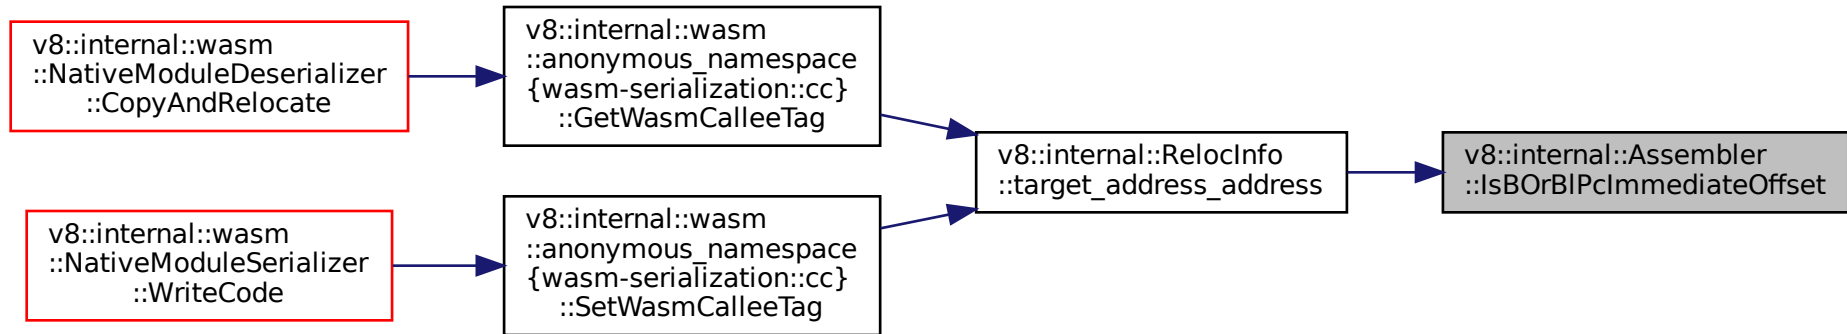 v8::internal::wasm
::NativeModuleDeserializer
::CopyAndRelocate
v8::internal::wasm
::anonymous_namespace
{wasm-serialization::cc}
::GetWasmCalleeTag
v8::internal::wasm
::NativeModuleSerializer
::WriteCode
v8::internal::wasm
::anonymous_namespace
{wasm-serialization::cc}
::SetWasmCalleeTag
v8::internal::RelocInfo
::target_address_address
v8::internal::Assembler
::IsBOrBlPcImmediateOffset